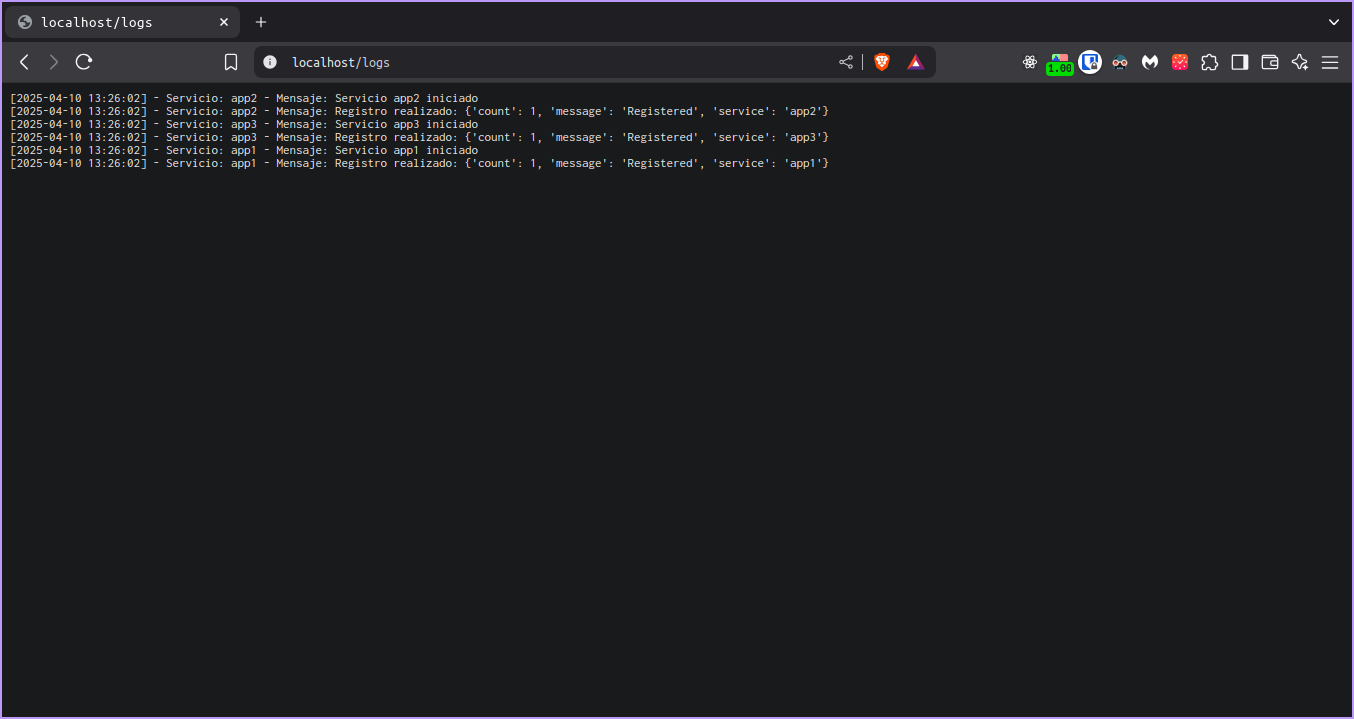 localhost/logs
localhost/logs
1.00
[2025-04-10 13:26:02] - Servicio: app2 - Mensaje: Servicio app2 iniciado
[2025-04-10 13:26:02] - Servicio: app2 - Mensaje: Registro realizado: {'count': 1, 'message': 'Registered', 'service': 'app2'}
[2025-04-10 13:26:02] - Servicio: app3 - Mensaje: Servicio app3 iniciado
[2025-04-10 13:26:02] - Servicio: app3 - Mensaje: Registro realizado: {'count': 1, 'message': 'Registered', 'service': 'app3'}
[2025-04-10 13:26:02] - Servicio: app1 - Mensaje: Servicio app1 iniciado
[2025-04-10 13:26:02] - Servicio: app1 - Mensaje: Registro realizado: {'count': 1, 'message': 'Registered', 'service': 'app1'}